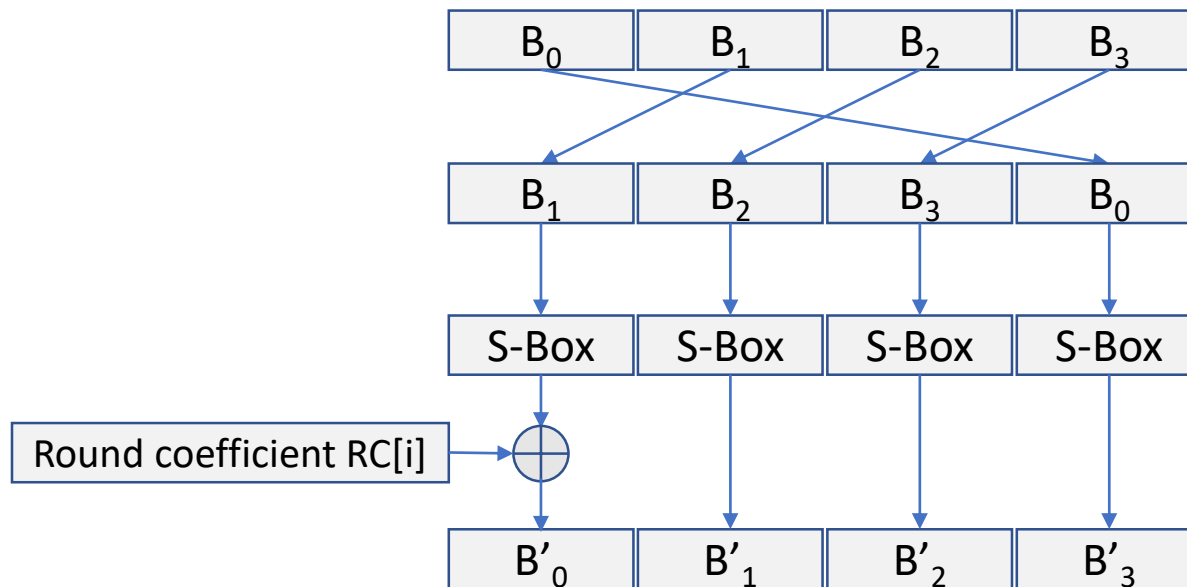 B₀ B₁ B₂ B₃
B₁ B₂ B₃ B₀
S-Box S-Box S-Box S-Box
Round coefficient RC[i]
B’₀ B’₁ B’₂ B’₃